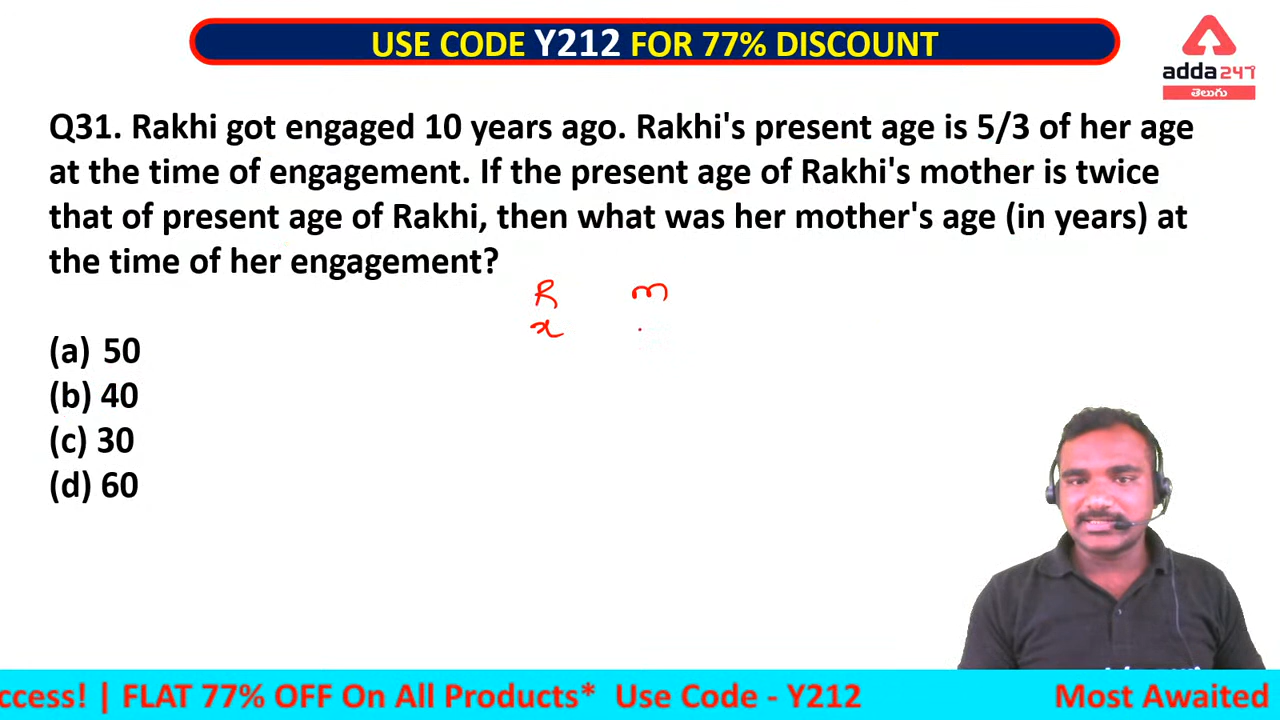 USE CODE Y212 FOR 77% DISCOUNT
adda247
తెలుగు
Q31. Rakhi got engaged 10 years ago. Rakhi's present age is 5/3 of her age
at the time of engagement. If the present age of Rakhi's mother is twice
that of present age of Rakhi, then what was her mother's age (in years) at
the time of her engagement?
R m
x
(a) 50
(b) 40
(c) 30
(d) 60
ccess! | FLAT 77% OFF On All Products* Use Code - Y212 Most Awaited